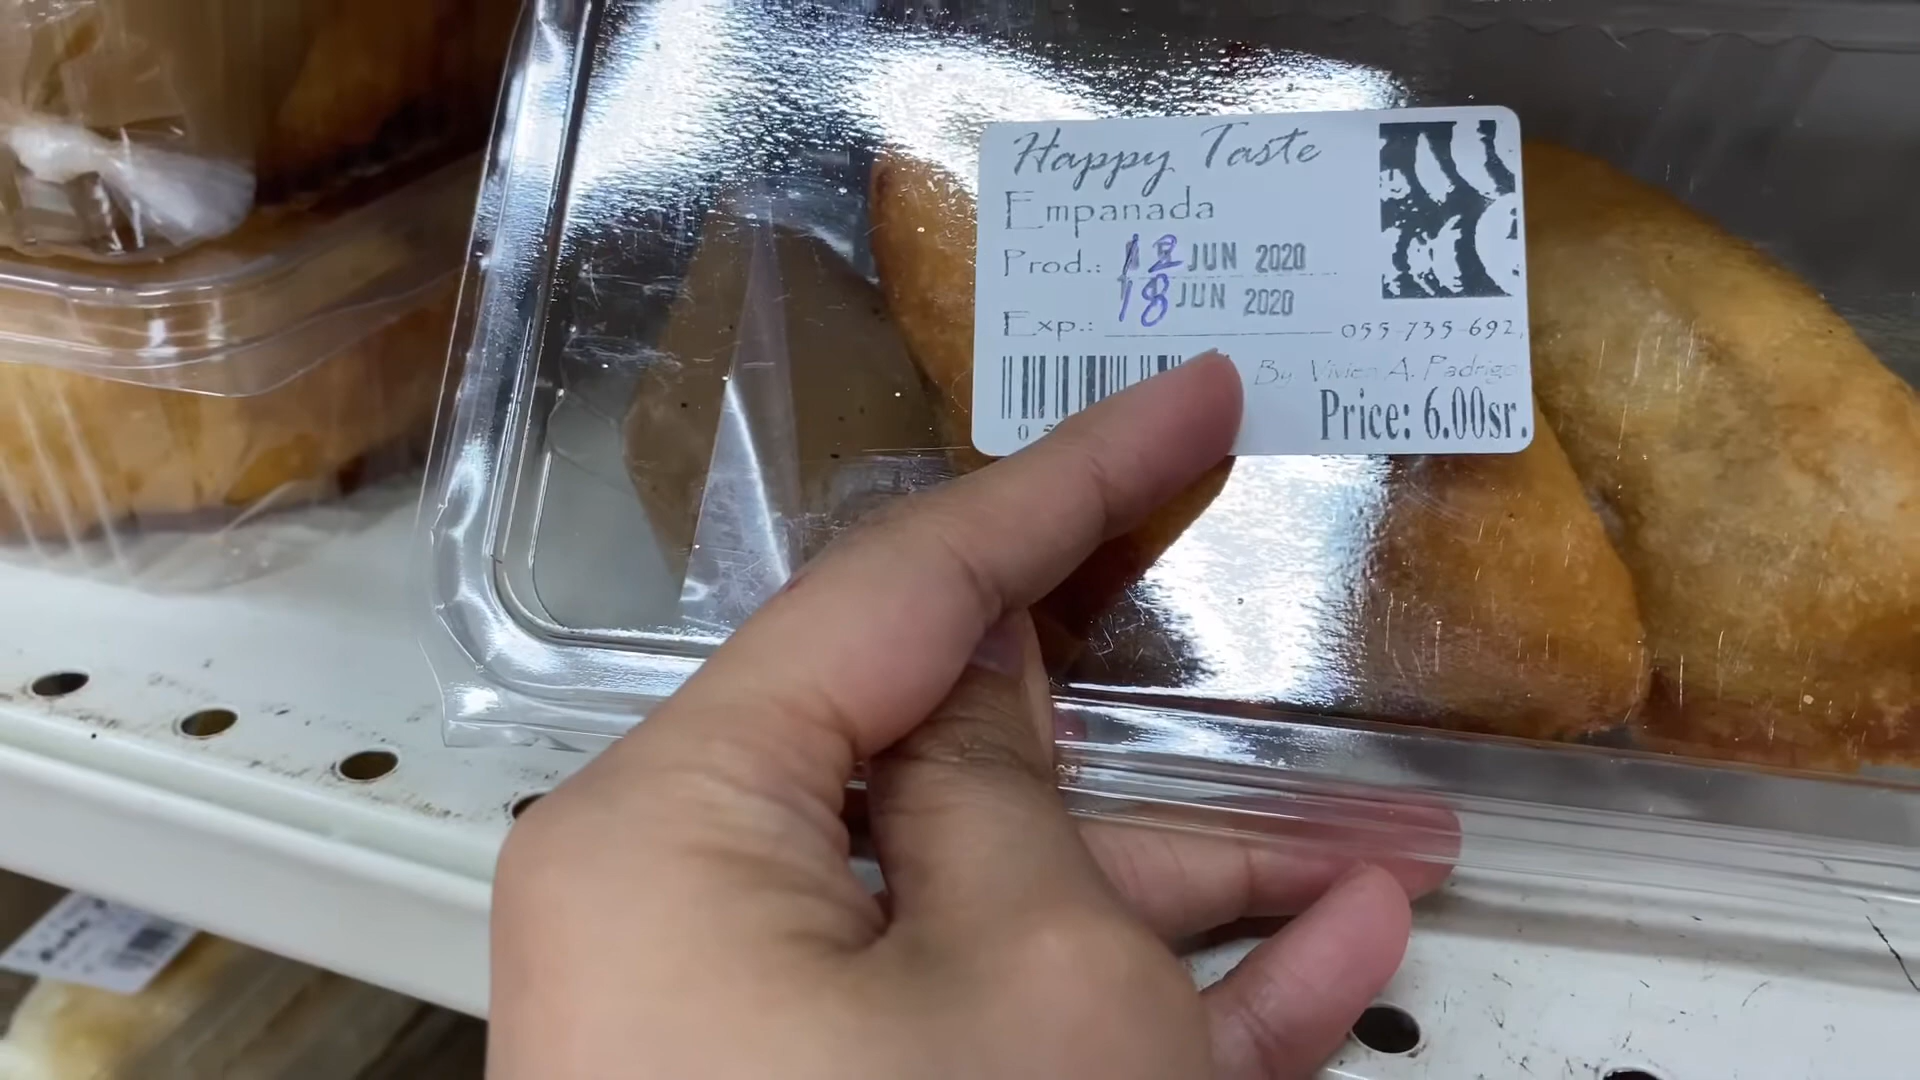 Happy Taste
Empanada
Prod.: 12 JUN 2020
18 JUN 2020
Exp.: 055-735-692
By Vivien A. Padrigo
Price: 6.00sr.